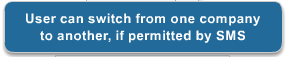 User can switch from one company
to another, if permitted by SMS